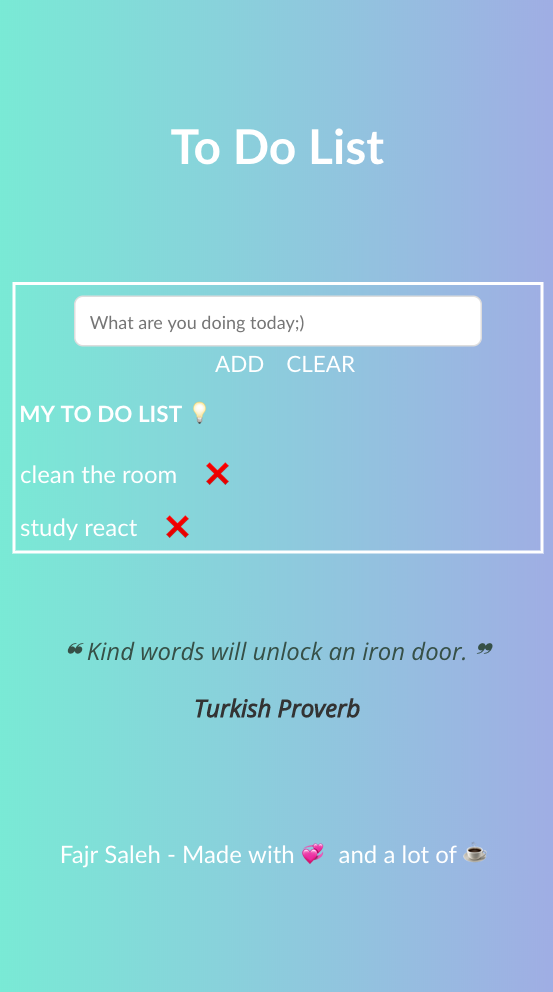 To Do List
What are you doing today;)
ADD CLEAR
MY TO DO LIST 💡
clean the room ❌
study react ❌
❝ Kind words will unlock an iron door. ❞
Turkish Proverb
Fajr Saleh - Made with 💞 and a lot of ☕